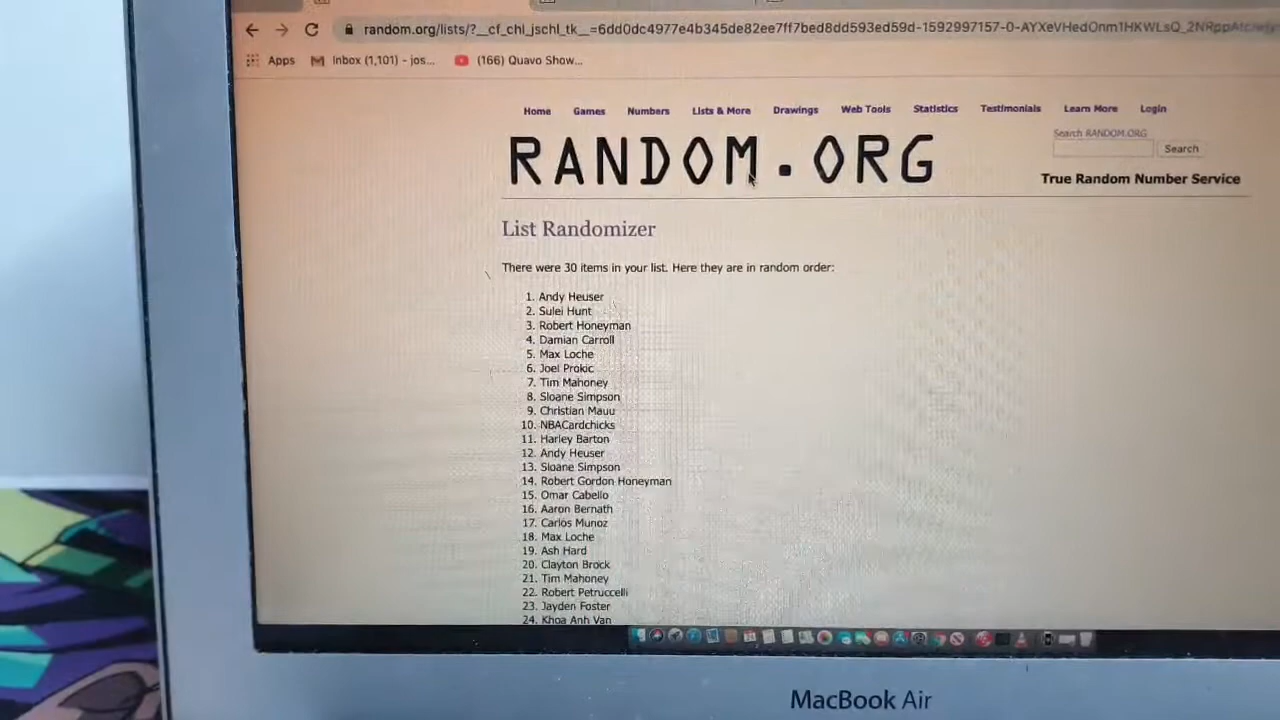 random.org/lists/?__cf_chl_jschl_tk__=6dd0dc4977e4b345de82ee7ff7bed8dd593ed59d-1592997157-0-
Apps Inbox (1,101) - jos... (166) Quavo Show...
Home Games Numbers Lists & More Drawings Web Tools Statistics Testimonials Learn More Login
Search RANDOM.ORG
Search
RANDOM.ORG
True Random Number Service
List Randomizer
There were 30 items in your list. Here they are in random order:
1. Andy Heuser
2. Sulei Hunt
3. Robert Honeyman
4. Damian Carroll
5. Max Loche
6. Joel Prokic
7. Tim Mahoney
8. Sloane Simpson
9. Christian Mauu
10. NBACardchicks
11. Harley Barton
12. Andy Heuser
13. Sloane Simpson
14. Robert Gordon Honeyman
15. Omar Cabello
16. Aaron Bernath
17. Carlos Munoz
18. Max Loche
19. Ash Hard
20. Clayton Brock
21. Tim Mahoney
22. Robert Petruccelli
23. Jayden Foster
24. Khoa Anh Van
MacBook Air